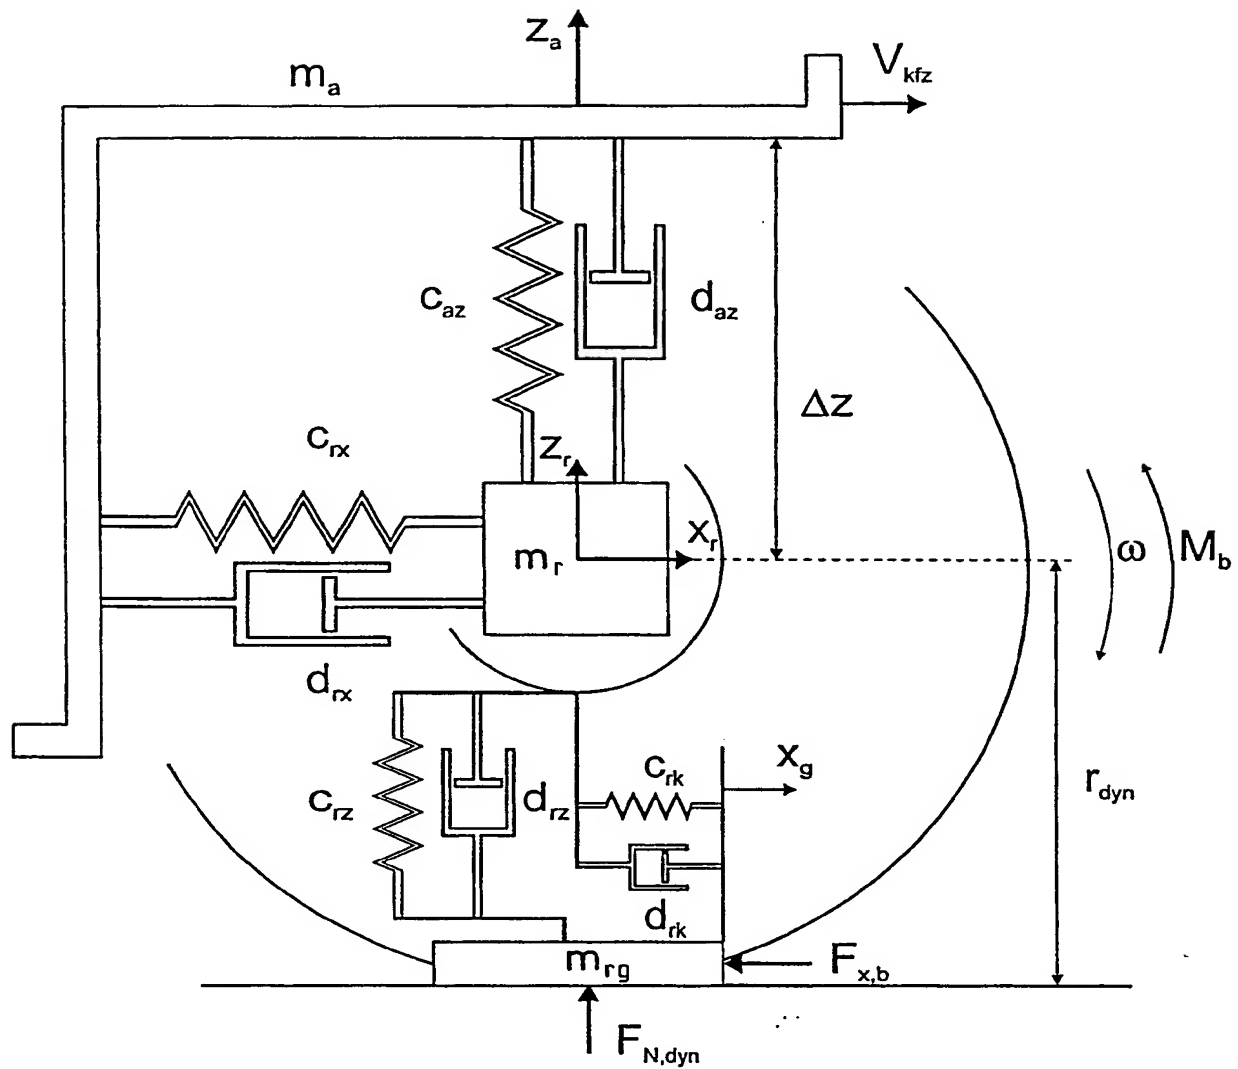 z_a
V_kfz
m_a
c_az
d_az
Δz
c_rx
z_r
x_r
m_r
ω
M_b
d_rx
x_g
c_rk
r_dyn
c_rz
d_rz
d_rk
m_rg
F_x,b
F_N,dyn